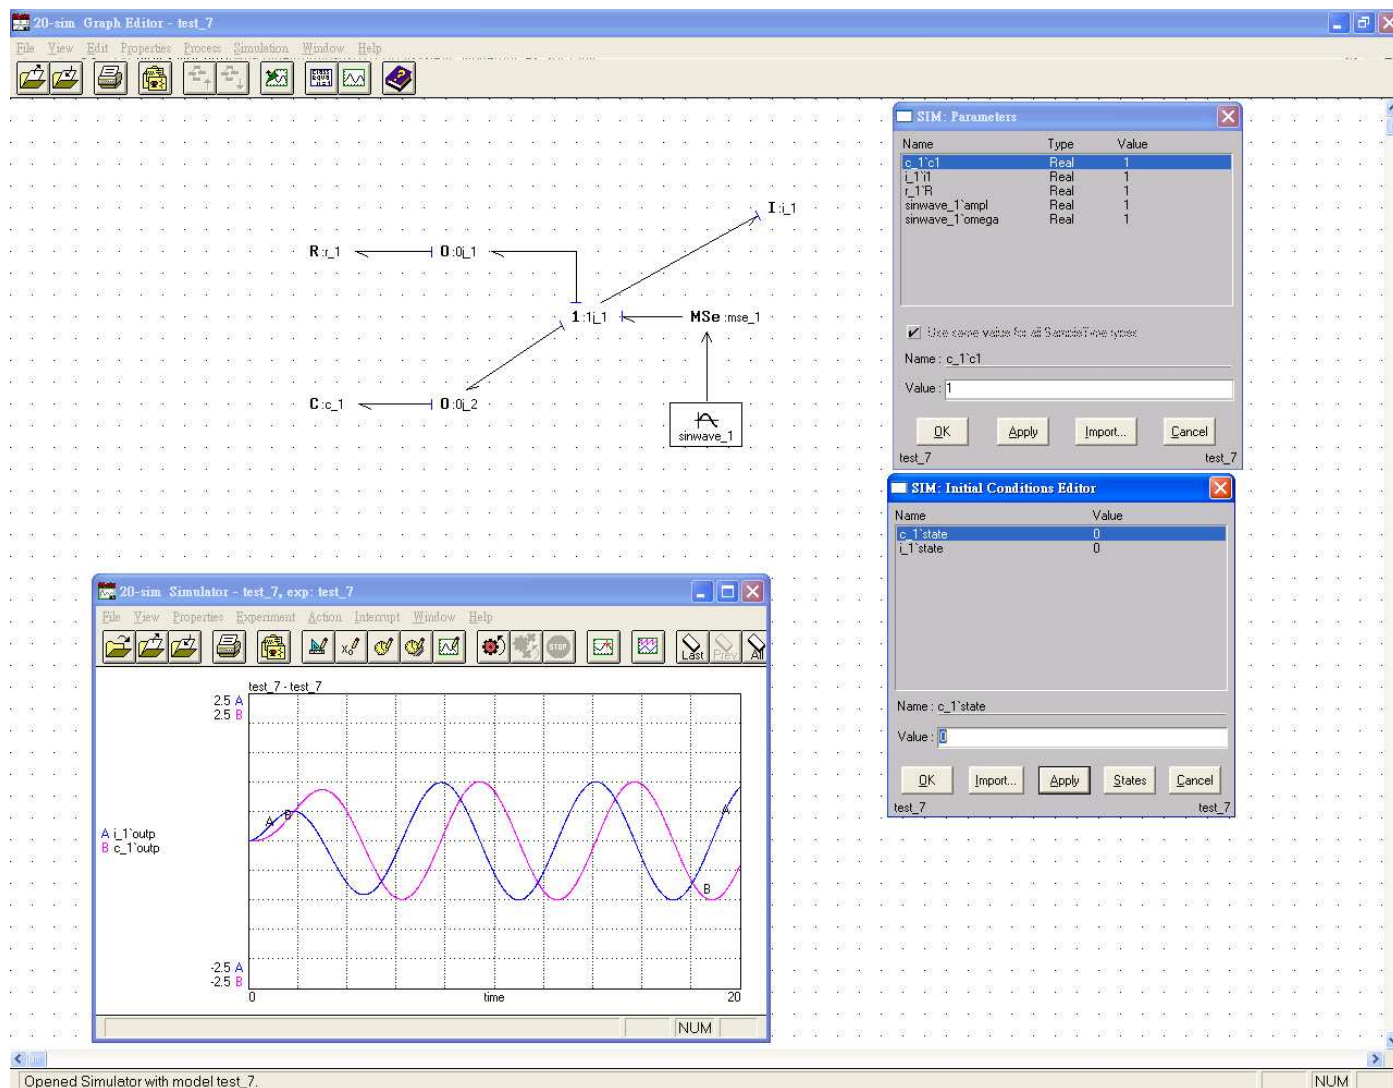 20-sim Graph Editor - test_7
File View Edit Properties Process Simulation Window Help
I :i_1
R :r_1
0 :0j_1
1 :1j_1
MSe :mse_1
C :c_1
0 :0j_2
sinwave_1
SIM: Parameters
Name Type Value
c_1`c1 Real 1
i_1`i1 Real 1
r_1`R Real 1
sinwave_1`ampl Real 1
sinwave_1`omega Real 1
Use same value for all SampleTime types
Name : c_1`c1
Value : 1
OK Apply Import... Cancel
test_7 test_7
SIM: Initial Conditions Editor
Name Value
c_1`state 0
i_1`state 0
Name : c_1`state
Value : 0
OK Import... Apply States Cancel
test_7 test_7
20-sim Simulator - test_7, exp: test_7
File View Properties Experiment Action Interrupt Window Help
STOP Last Prev All
test_7 - test_7
2.5 A
2.5 B
A B
A
A i_1`outp
B c_1`outp
B
-2.5 A
-2.5 B
0 time 20
NUM
Opened Simulator with model test_7.
NUM